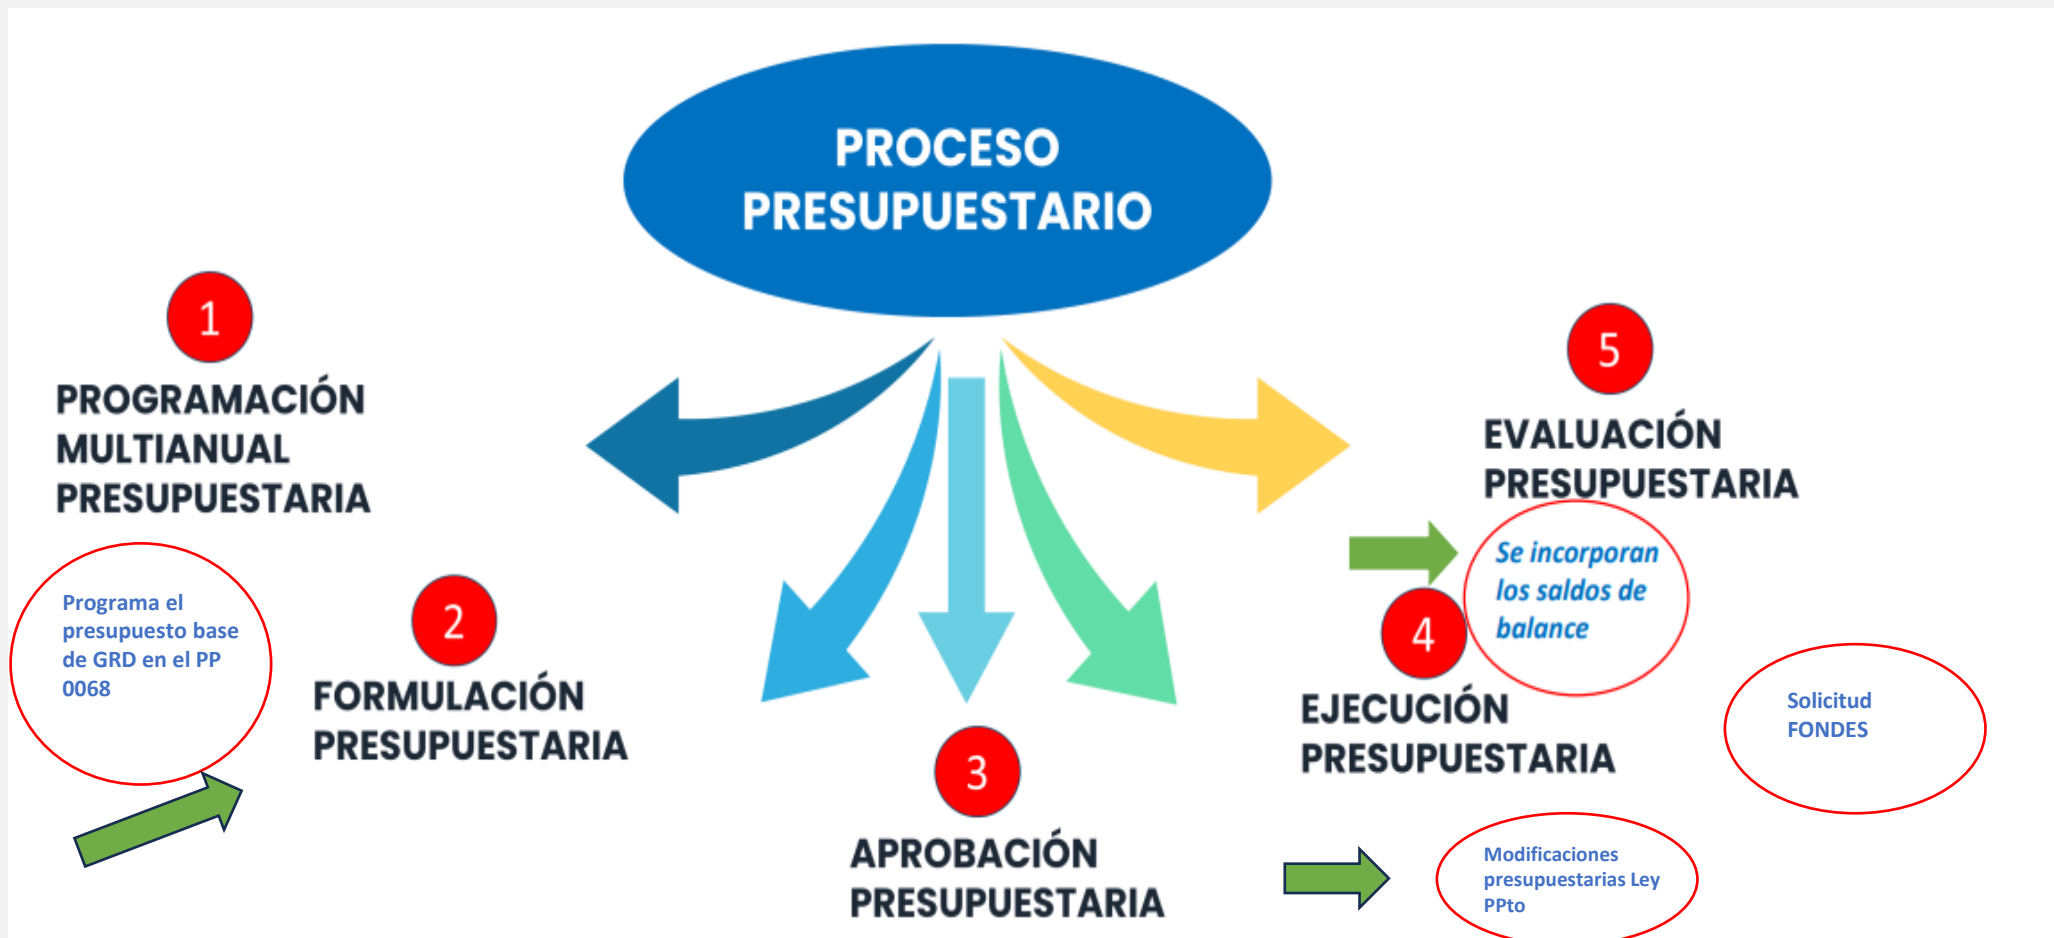 PROCESO
PRESUPUESTARIO
1
PROGRAMACIÓN
MULTIANUAL
PRESUPUESTARIA
Programa el
presupuesto base
de GRD en el PP
0068
2
FORMULACIÓN
PRESUPUESTARIA
3
APROBACIÓN
PRESUPUESTARIA
5
EVALUACIÓN
PRESUPUESTARIA
Se incorporan
los saldos de
balance
4
EJECUCIÓN
PRESUPUESTARIA
Solicitud
FONDES
Modificaciones
presupuestarias Ley
PPto